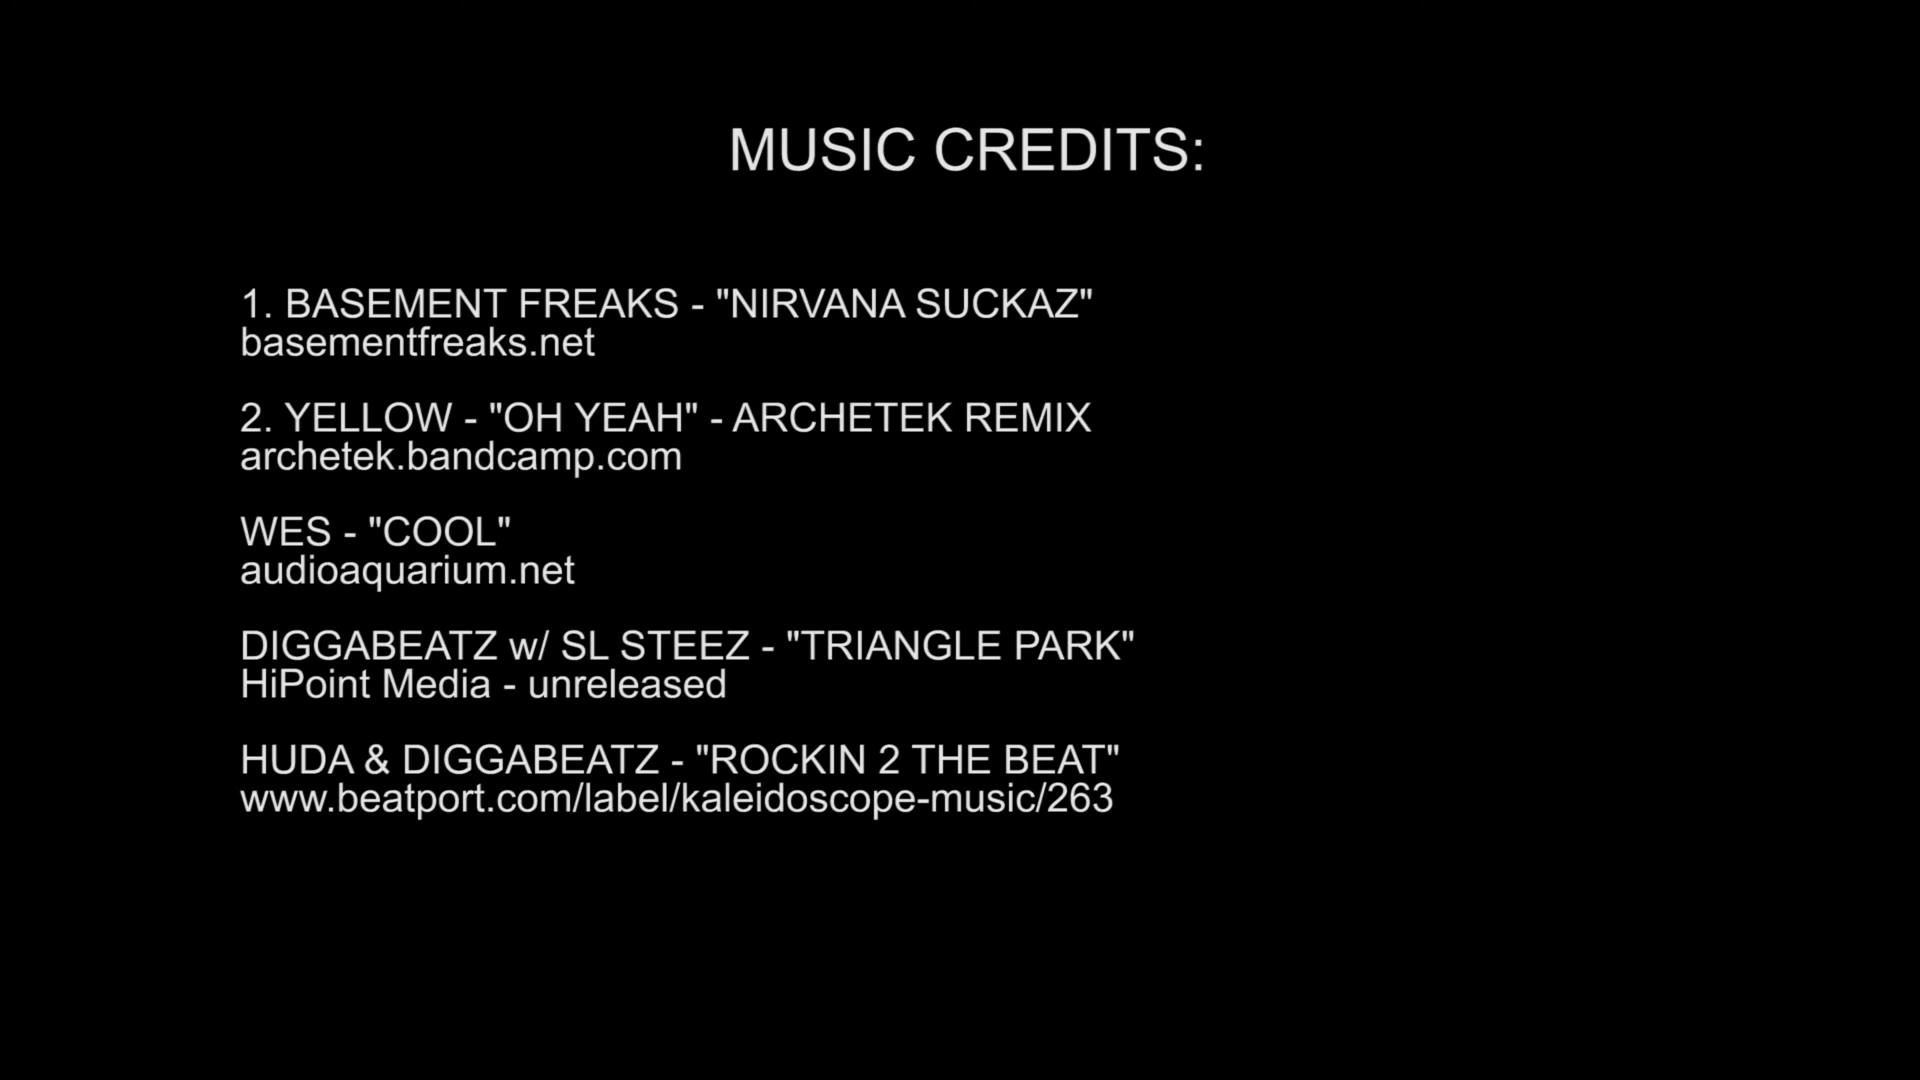 MUSIC CREDITS:
1. BASEMENT FREAKS - "NIRVANA SUCKAZ"
basementfreaks.net
2. YELLOW - "OH YEAH" - ARCHETEK REMIX
archetek.bandcamp.com
WES - "COOL"
audioaquarium.net
DIGGABEATZ w/ SL STEEZ - "TRIANGLE PARK"
HiPoint Media - unreleased
HUDA & DIGGABEATZ - "ROCKIN 2 THE BEAT"
www.beatport.com/label/kaleidoscope-music/263